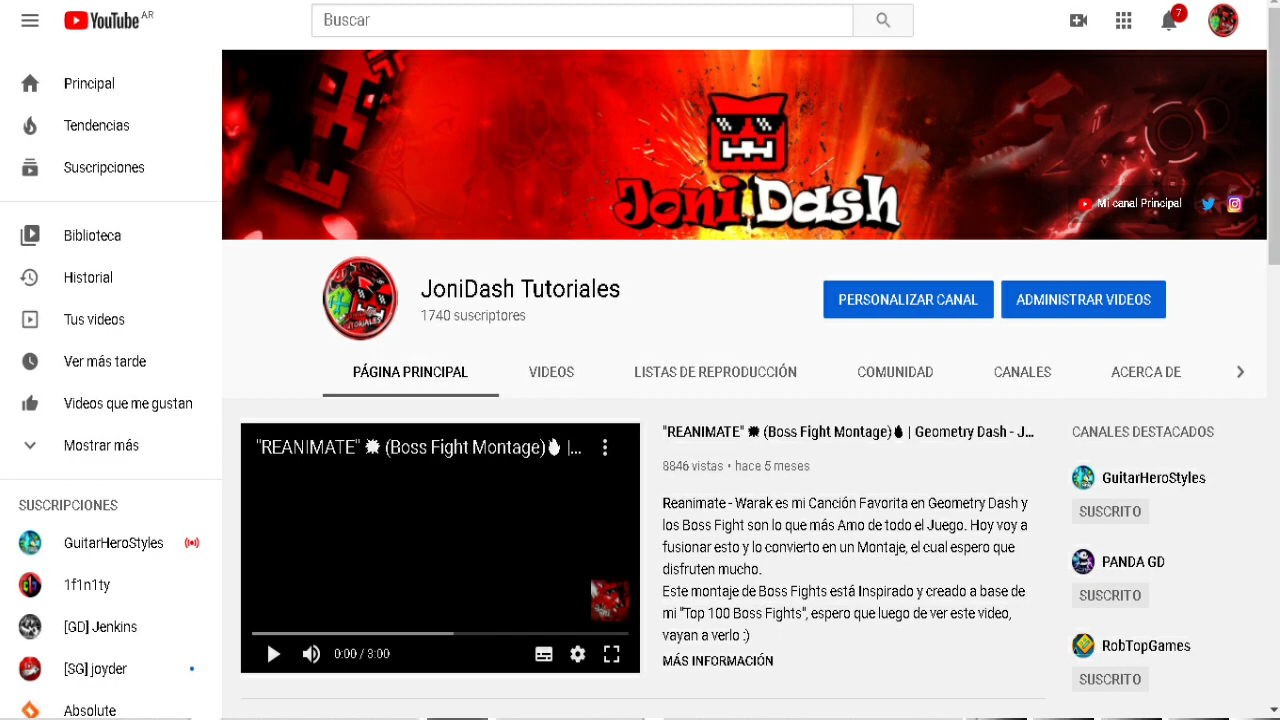 YouTube AR
Buscar
7
Principal
Tendencias
Suscripciones
Biblioteca
Historial
Tus videos
Ver más tarde
Videos que me gustan
Mostrar más
SUSCRIPCIONES
GuitarHeroStyles
1f1n1ty
[GD] Jenkins
[SG] joyder
Absolute
Joni Dash
Mi canal Principal
JoniDash Tutoriales
1740 suscriptores
PERSONALIZAR CANAL
ADMINISTRAR VIDEOS
PÁGINA PRINCIPAL
VIDEOS
LISTAS DE REPRODUCCIÓN
COMUNIDAD
CANALES
ACERCA DE
"REANIMATE" ✹ (Boss Fight Montage)🔥 |...
0:00 / 3:00
"REANIMATE" ✹ (Boss Fight Montage)🔥 | Geometry Dash - J...
8846 vistas • hace 5 meses
Reanimate - Warak es mi Canción Favorita en Geometry Dash y
los Boss Fight son lo que más Amo de todo el Juego. Hoy voy a
fusionar esto y lo convierto en un Montaje, el cual espero que
disfruten mucho.
Este montaje de Boss Fights está Inspirado y creado a base de
mi "Top 100 Boss Fights", espero que luego de ver este video,
vayan a verlo :)
MÁS INFORMACIÓN
CANALES DESTACADOS
GuitarHeroStyles
SUSCRITO
PANDA GD
SUSCRITO
RobTopGames
SUSCRITO